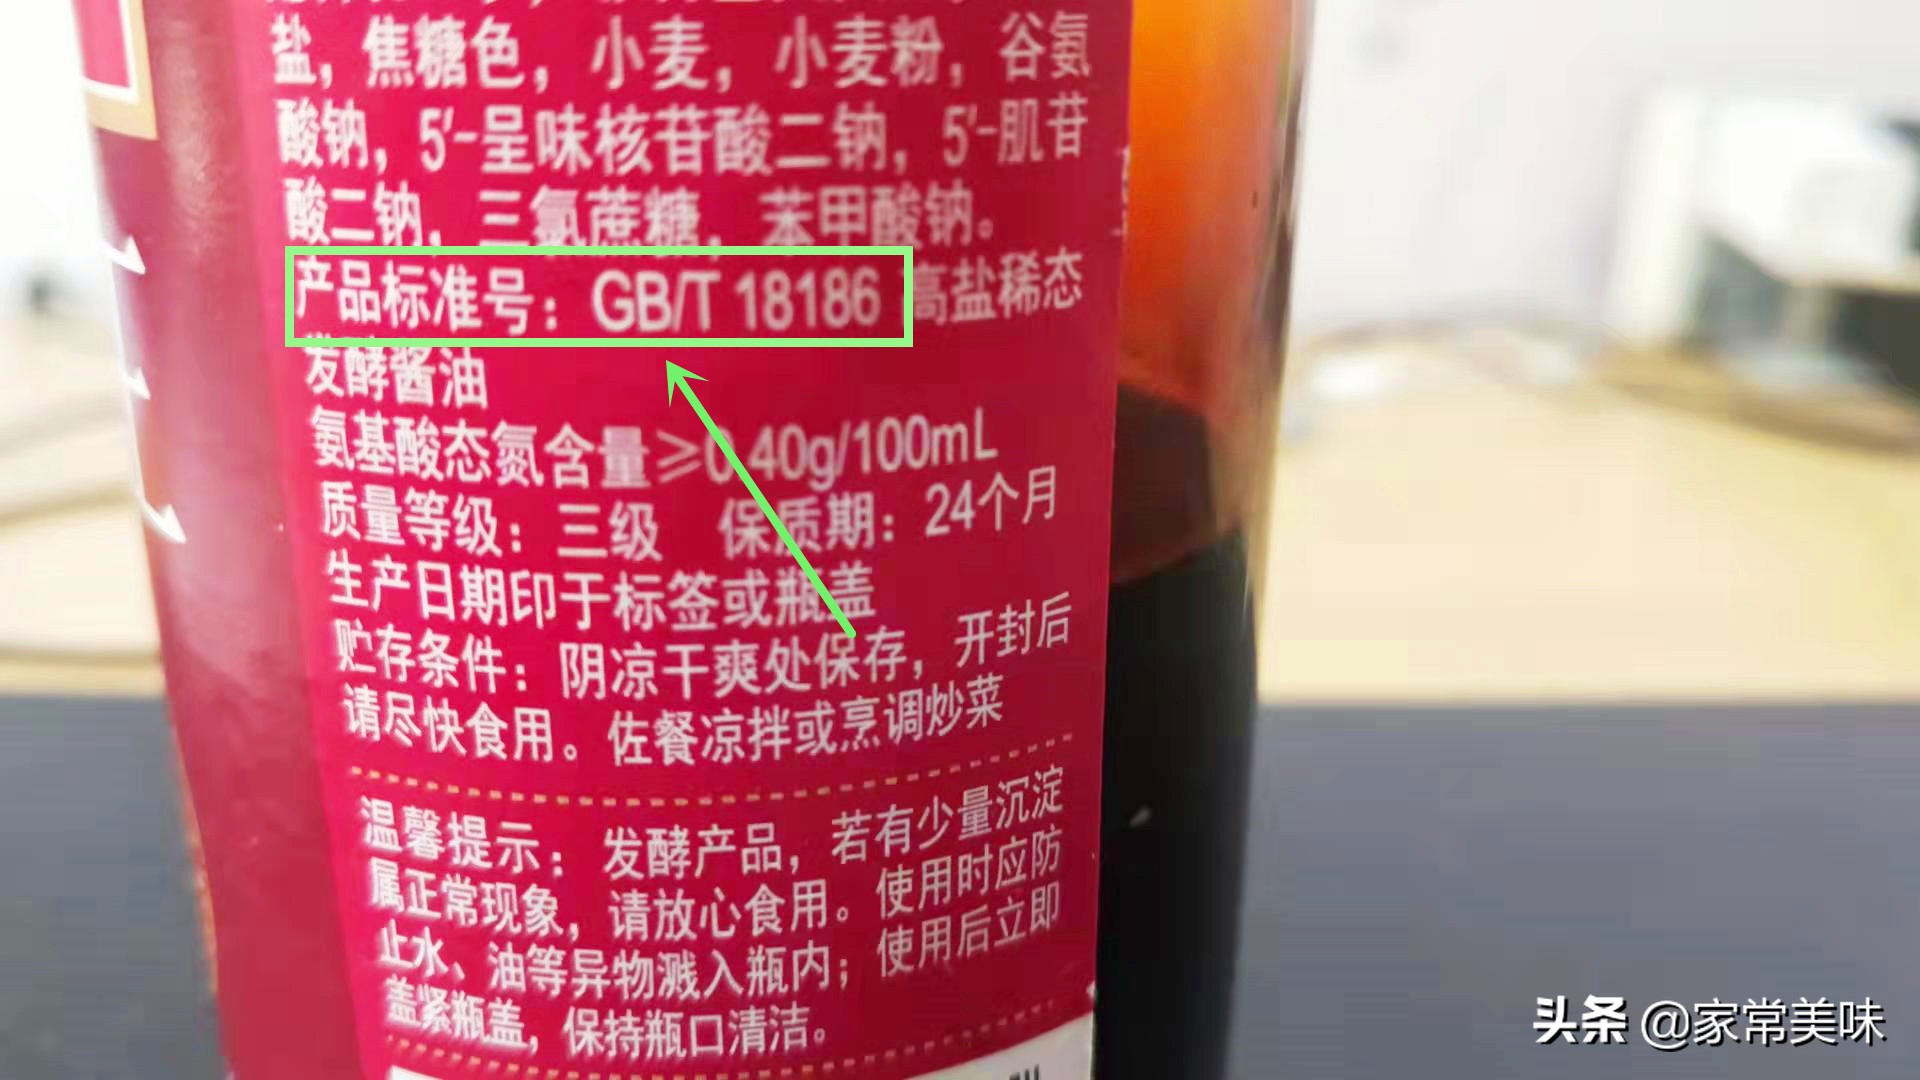 盐，焦糖色，小麦，小麦粉，谷氨
酸钠，5′-呈味核苷酸二钠，5′-肌苷
酸二钠，三氯蔗糖，苯甲酸钠。
产品标准号：GB/T 18186 高盐稀态
发酵酱油
氨基酸态氮含量≥0.40g/100mL
质量等级：三级 保质期：24个月
生产日期印于标签或瓶盖
贮存条件：阴凉干爽处保存，开封后
请尽快食用。佐餐凉拌或烹调炒菜
温馨提示：发酵产品，若有少量沉淀
属正常现象，请放心食用。使用时应防
止水、油等异物溅入瓶内；使用后立即
盖紧瓶盖，保持瓶口清洁。
头条 @家常美味